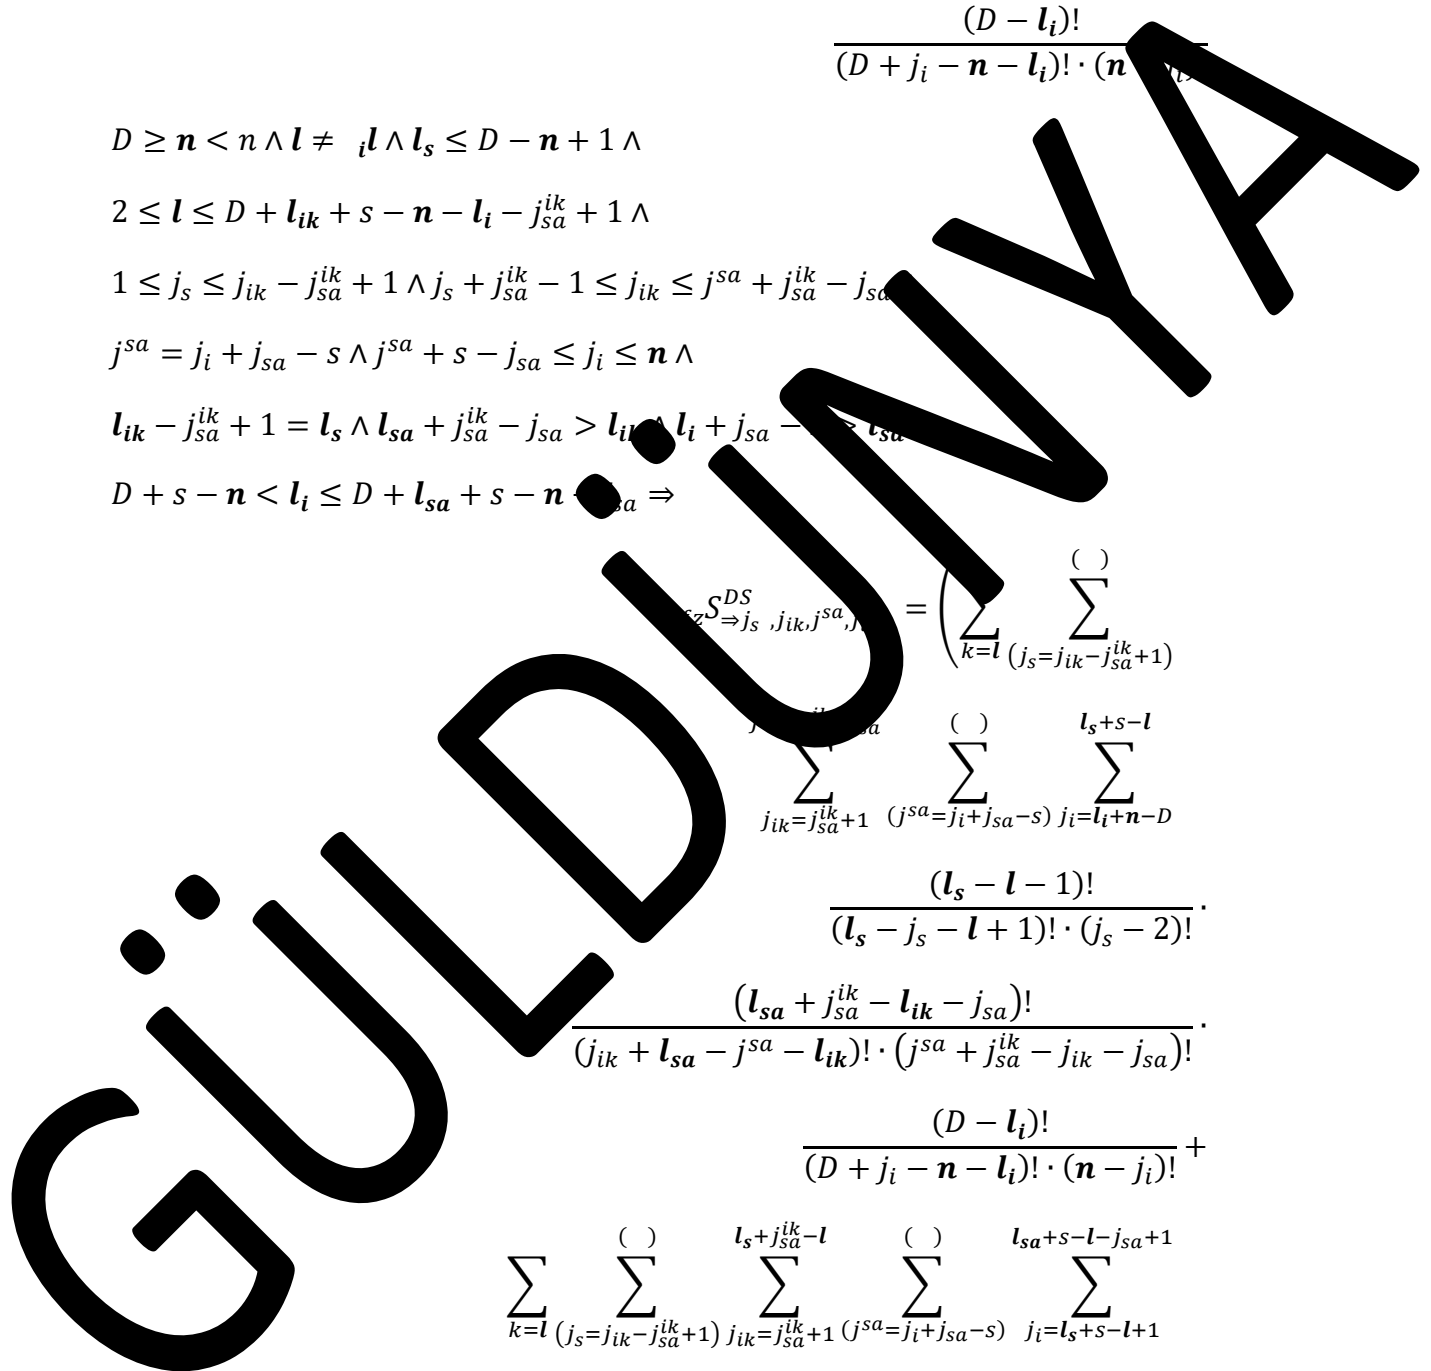 (D − l_i)!
(D + j_i − n − l_i)! · (n
D ≥ n < n ∧ l ≠ _il ∧ l_s ≤ D − n + 1 ∧
2 ≤ l ≤ D + l_ik + s − n − l_i − j_sa^ik + 1 ∧
1 ≤ j_s ≤ j_ik − j_sa^ik + 1 ∧ j_s + j_sa^ik − 1 ≤ j_ik ≤ j^sa + j_sa^ik − j_sa
j^sa = j_i + j_sa − s ∧ j^sa + s − j_sa ≤ j_i ≤ n ∧
l_ik − j_sa^ik + 1 = l_s ∧ l_sa + j_sa^ik − j_sa > l_ik ∧ l_i + j_sa − > l_sa
D + s − n < l_i ≤ D + l_sa + s − n ⇒
S^DS_⇒j_s ,j_ik,j^sa, = ( ∑_{k=l} ∑_{(j_s=j_ik−j_sa^ik+1)}^{( )}
∑_{j_ik=j_sa^ik+1} ∑_{(j^sa=j_i+j_sa−s)}^{( )} ∑_{j_i=l_i+n−D}^{l_s+s−l}
(l_s − l − 1)!
(l_s − j_s − l + 1)! · (j_s − 2)! ·
(l_sa + j_sa^ik − l_ik − j_sa)!
(j_ik + l_sa − j^sa − l_ik)! · (j^sa + j_sa^ik − j_ik − j_sa)! ·
(D − l_i)!
(D + j_i − n − l_i)! · (n − j_i)! +
∑_{k=l} ∑_{(j_s=j_ik−j_sa^ik+1)}^{( )} ∑_{j_ik=j_sa^ik+1}^{l_s+j_sa^ik−l} ∑_{(j^sa=j_i+j_sa−s)}^{( )} ∑_{j_i=l_s+s−l+1}^{l_sa+s−l−j_sa+1}
GÜLDÜNYA